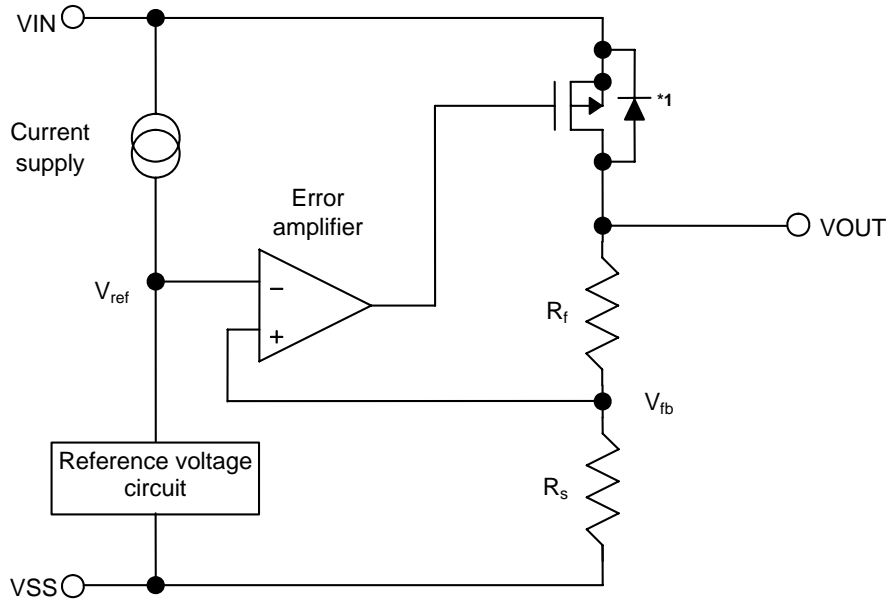 VIN
*1
Current
supply
Error
amplifier
VOUT
Vref
−
+
Rf
Vfb
Reference voltage
circuit
Rs
VSS